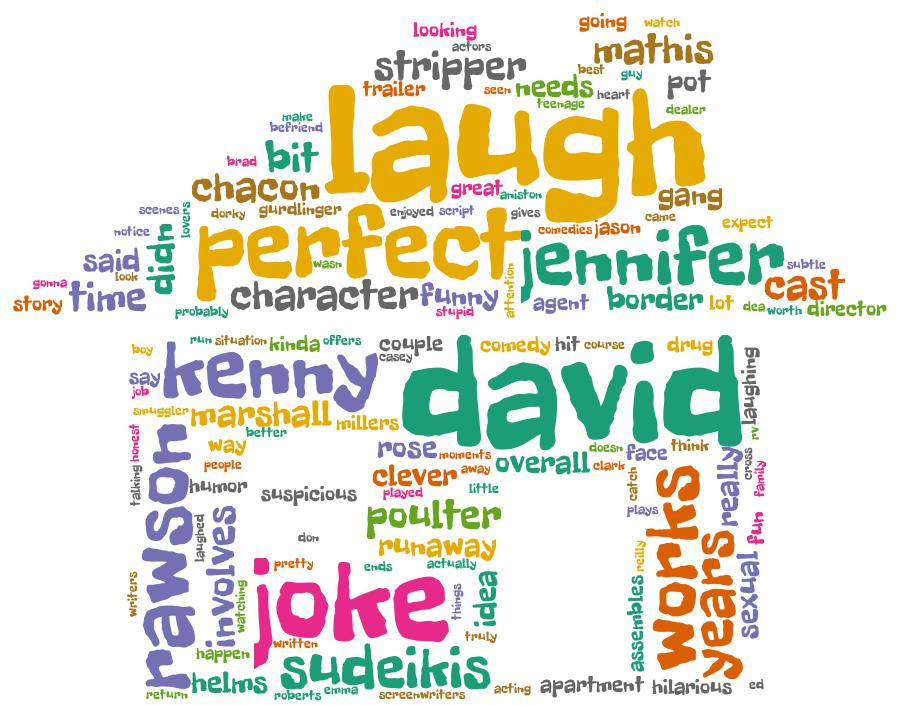 looking
going
watch
actors
mathis
stripper
best
guy
pot
trailer
seen
needs
heart
teenage
dealer
make
befriend
laugh
brad
bit
chacon
great
aniston
gang
scenes
lovers
dorky
gurdlinger
enjoyed
script
gives
came
notice
didn
perfect
comedies
jason
expect
said
wasn
jennifer
subtle
gonna
look
attention
cast
story
time
character
funny
agent
border
lot
dea
worth
director
probably
stupid
boy
run
situation
kinda
offers
couple
casey
comedy
hit
course
drug
laughing
say
kenny
david
job
smuggler
marshall
millers
better
rv
honest
way
rose
moments
doesn
face
think
people
clever
away
overall
clark
cross
talking
rawson
humor
suspicious
played
little
catch
works
really
family
laughed
involves
poulter
plays
fun
don
runaway
reilly
years
sexual
pretty
ends
actually
writers
watching
joke
things
idea
assembles
written
truly
happen
sudeikis
return
helms
roberts
emma
screenwriters
acting
apartment
hilarious
ed